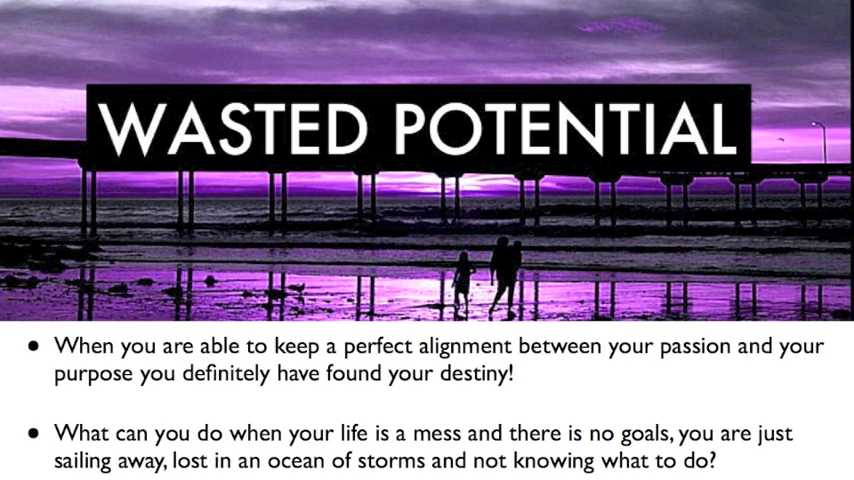 WASTED POTENTIAL
• When you are able to keep a perfect alignment between your passion and your
purpose you definitely have found your destiny!
• What can you do when your life is a mess and there is no goals, you are just
sailing away, lost in an ocean of storms and not knowing what to do?